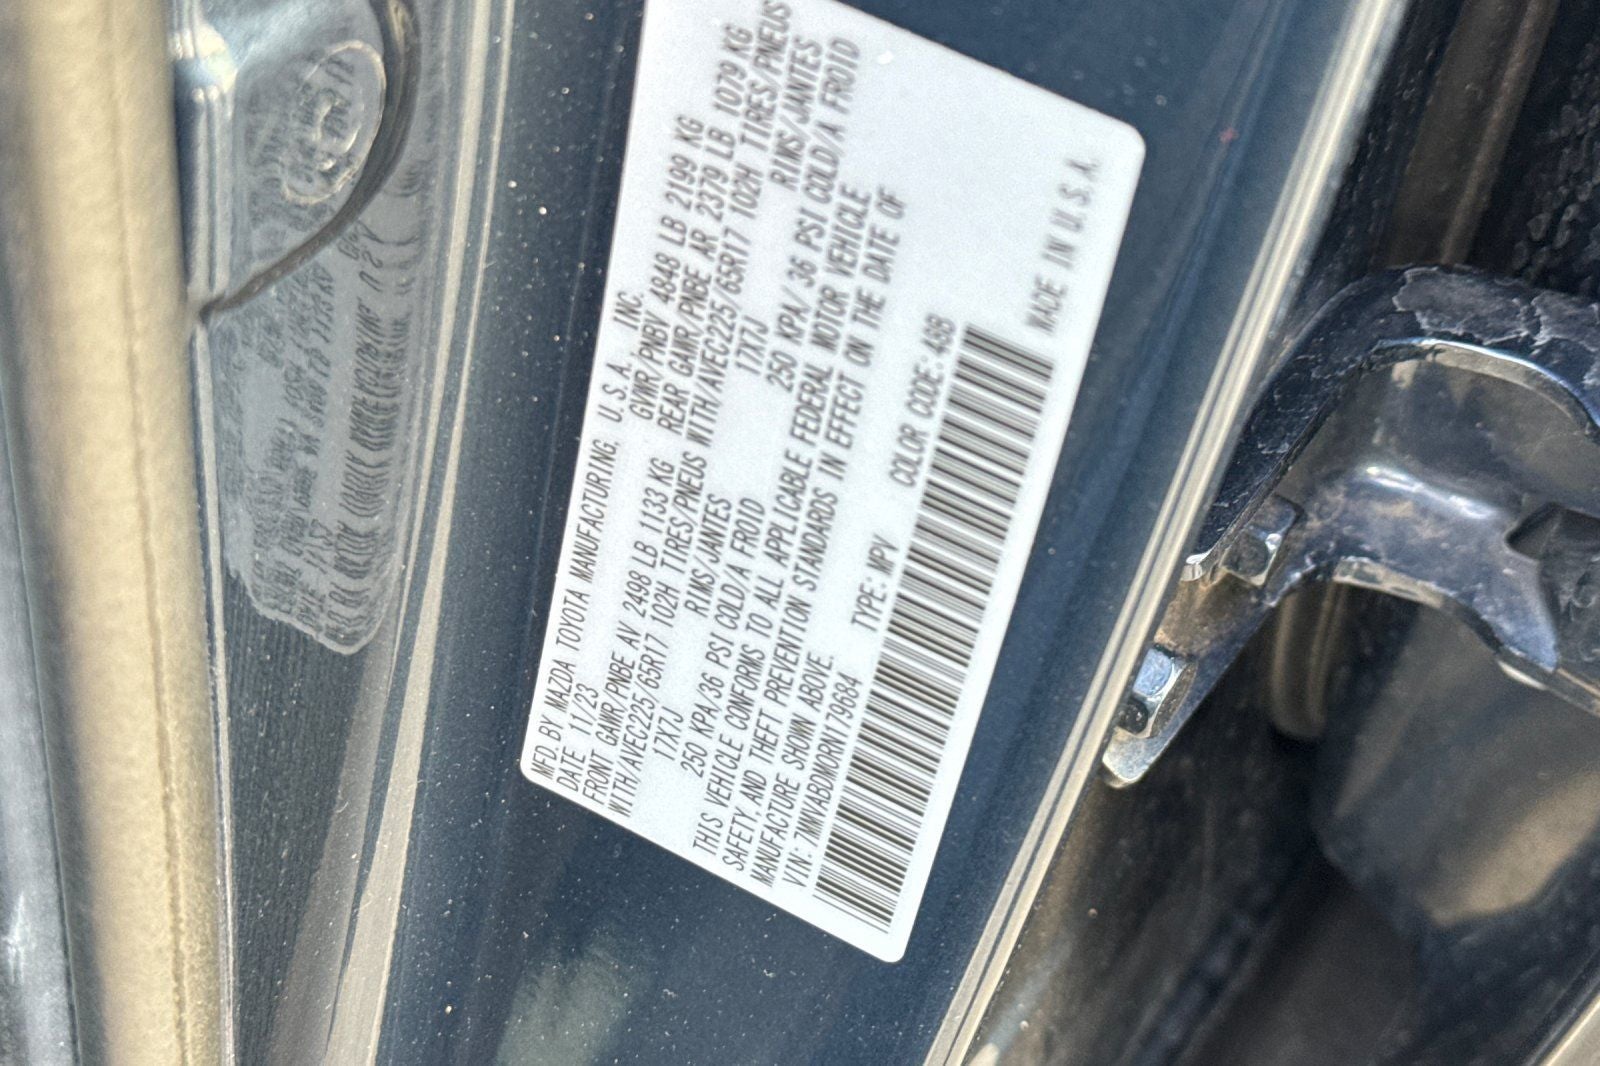 MFD. BY MAZDA TOYOTA MANUFACTURING, U.S.A. INC.
DATE 11/23 GVWR/PNBV 4848 LB 2199 KG
FRONT GAWR/PNBE AV 2498 LB 1133 KG REAR GAWR/PNBE AR 2379 LB 1079 KG
WITH/AVEC225/65R17 102H TIRES/PNEUS WITH/AVEC225/65R17 102H TIRES/PNEUS
17X7J RIMS/JANTES 17X7J RIMS/JANTES
250 KPA/36 PSI COLD/A FROID 250 KPA/36 PSI COLD/A FROID
THIS VEHICLE CONFORMS TO ALL APPLICABLE FEDERAL MOTOR VEHICLE
SAFETY, AND THEFT PREVENTION STANDARDS IN EFFECT ON THE DATE OF
MANUFACTURE SHOWN ABOVE.
VIN: 7MMVABDM0RN179684 TYPE: MPV COLOR CODE: 48B
MADE IN U.S.A.